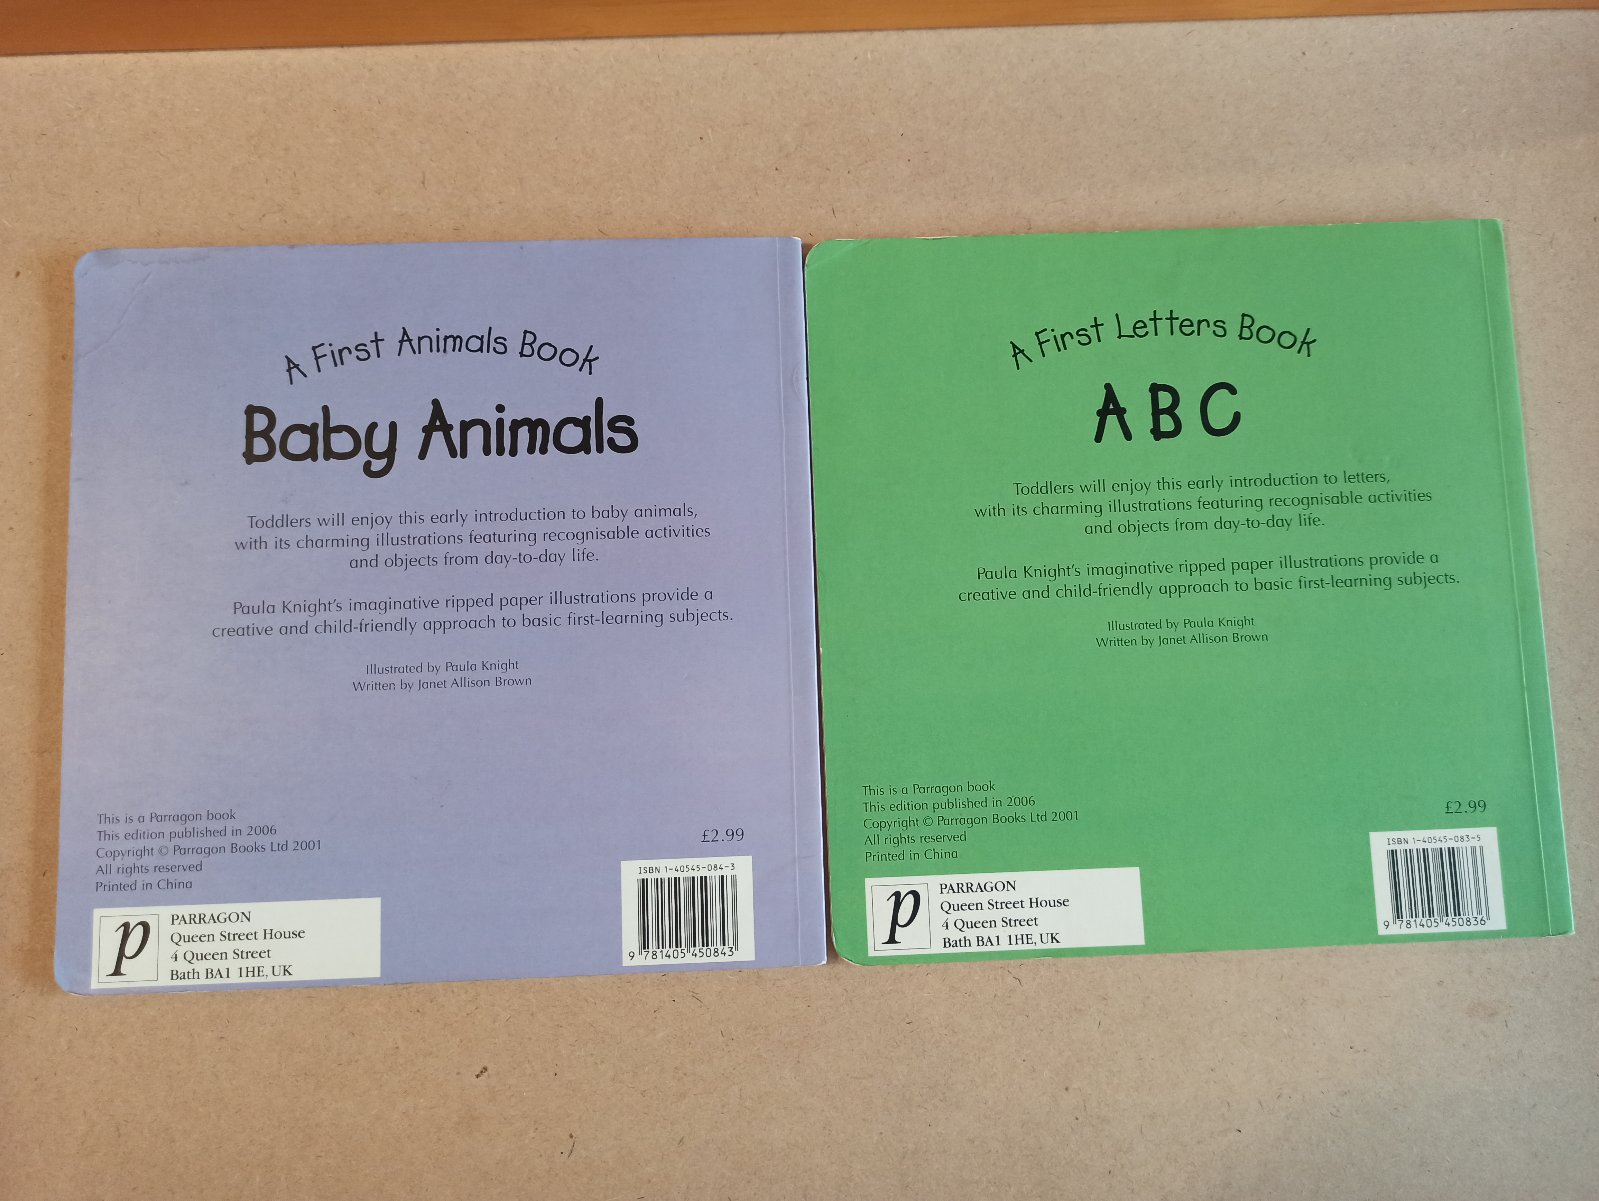 A First Animals Book
Baby Animals
Toddlers will enjoy this early introduction to baby animals,
with its charming illustrations featuring recognisable activities
and objects from day-to-day life.
Paula Knight's imaginative ripped paper illustrations provide a
creative and child-friendly approach to basic first-learning subjects.
Illustrated by Paula Knight
Written by Janet Allison Brown
This is a Parragon book
This edition published in 2006
Copyright © Parragon Books Ltd 2001
All rights reserved
Printed in China
£2.99
ISBN 1-40545-084-3
9 781405 450843
p
PARRAGON
Queen Street House
4 Queen Street
Bath BA1 1HE, UK
A First Letters Book
A B C
Toddlers will enjoy this early introduction to letters,
with its charming illustrations featuring recognisable activities
and objects from day-to-day life.
Paula Knight's imaginative ripped paper illustrations provide a
creative and child-friendly approach to basic first-learning subjects.
Illustrated by Paula Knight
Written by Janet Allison Brown
This is a Parragon book
This edition published in 2006
Copyright © Parragon Books Ltd 2001
All rights reserved
Printed in China
£2.99
ISBN 1-40545-083-5
9 781405 450836
p
PARRAGON
Queen Street House
4 Queen Street
Bath BA1 1HE, UK